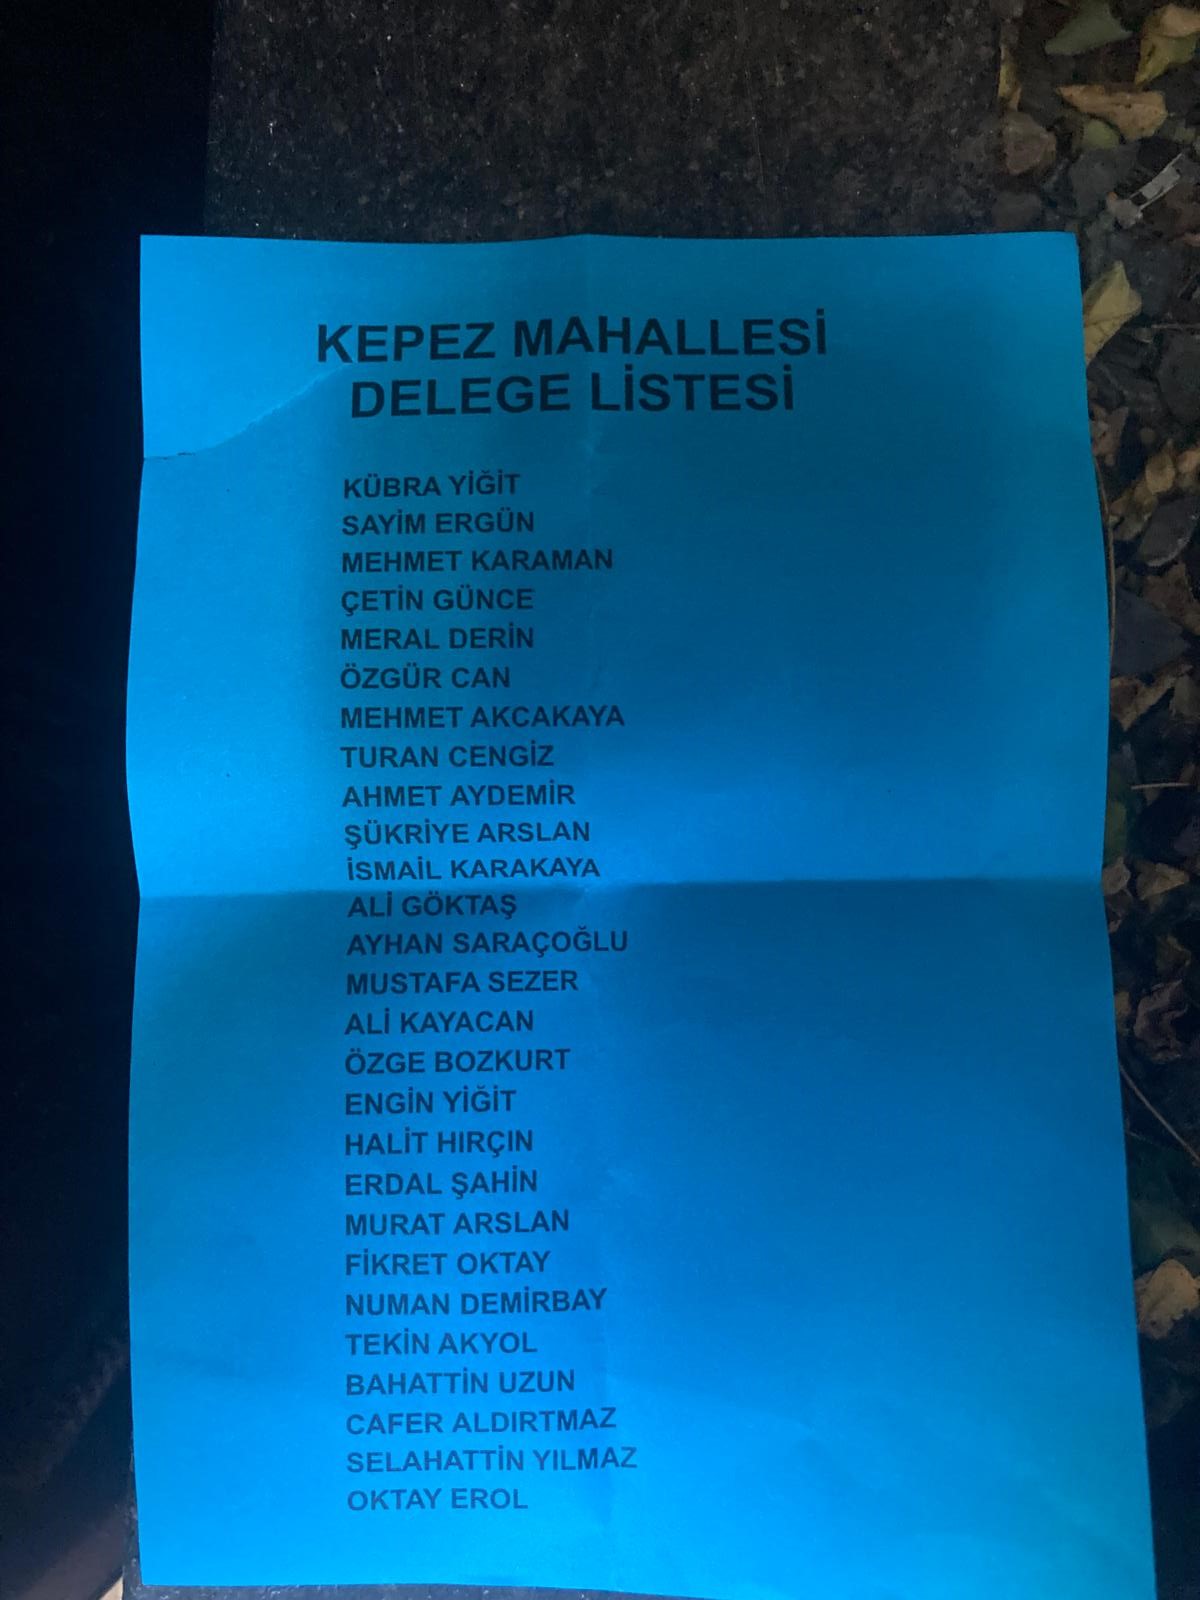 KEPEZ MAHALLESİ
DELEGE LİSTESİ
KÜBRA YİĞİT
SAYİM ERGÜN
MEHMET KARAMAN
ÇETİN GÜNCE
MERAL DERİN
ÖZGÜR CAN
MEHMET AKCAKAYA
TURAN CENGİZ
AHMET AYDEMİR
ŞÜKRİYE ARSLAN
İSMAİL KARAKAYA
ALİ GÖKTAŞ
AYHAN SARAÇOĞLU
MUSTAFA SEZER
ALİ KAYACAN
ÖZGE BOZKURT
ENGİN YİĞİT
HALİT HIRÇIN
ERDAL ŞAHİN
MURAT ARSLAN
FİKRET OKTAY
NUMAN DEMİRBAY
TEKİN AKYOL
BAHATTİN UZUN
CAFER ALDIRTMAZ
SELAHATTİN YILMAZ
OKTAY EROL